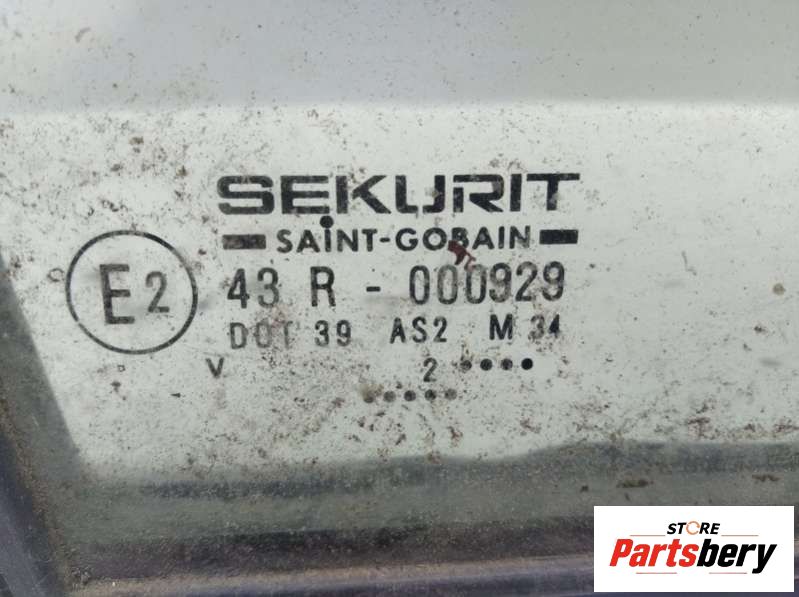 SEKURIT
SAINT-GOBAIN
E2
43 R - 000929
DOT 39 AS2 M 34
V 2 ••••
•••••
STORE
Partsbery